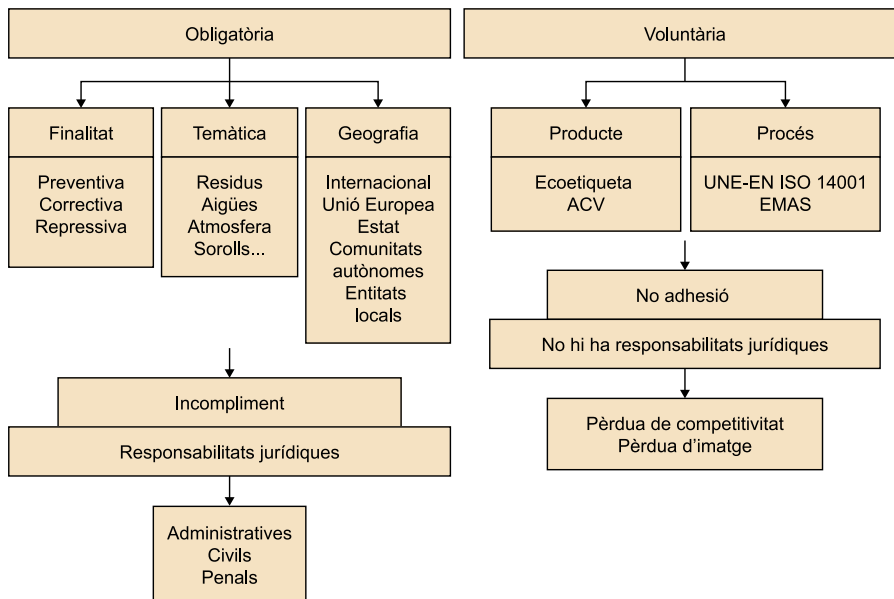 Obligatòria
Finalitat
Preventiva
Correctiva
Repressiva
Temàtica
Residus
Aigües
Atmosfera
Sorolls...
Geografia
Internacional
Unió Europea
Estat
Comunitats
autònomes
Entitats
locals
Incompliment
Responsabilitats jurídiques
Administratives
Civils
Penals
Voluntària
Producte
Ecoetiqueta
ACV
Procés
UNE-EN ISO 14001
EMAS
No adhesió
No hi ha responsabilitats jurídiques
Pèrdua de competitivitat
Pèrdua d’imatge